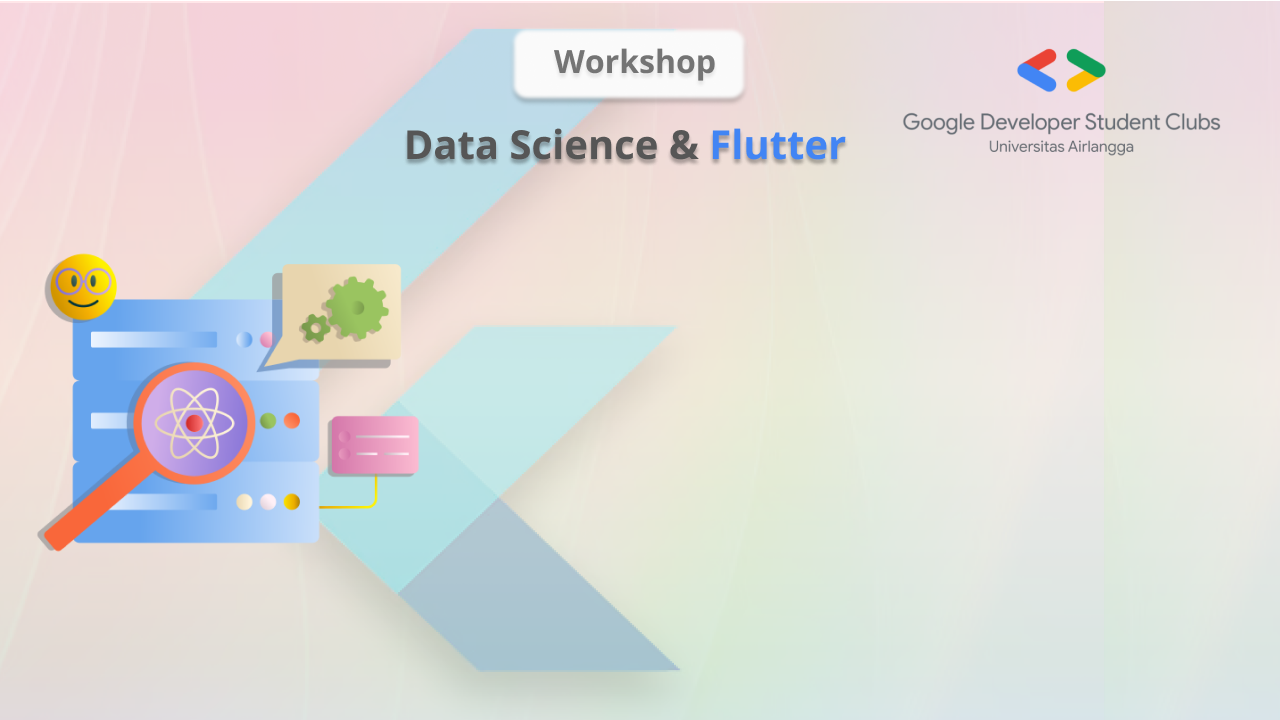 Workshop
Data Science & Flutter
Google Developer Student Clubs
Universitas Airlangga